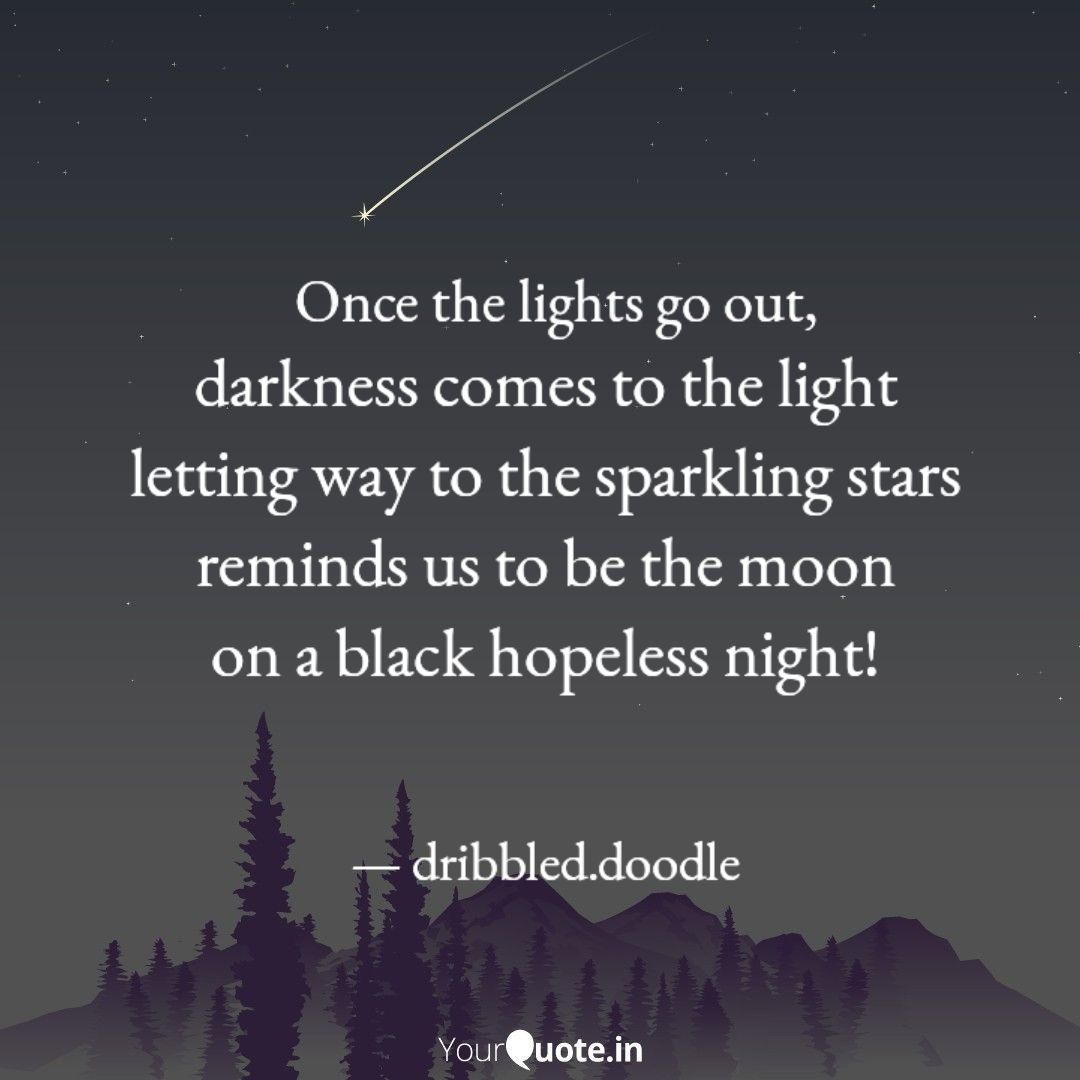 Once the lights go out,
darkness comes to the light
letting way to the sparkling stars
reminds us to be the moon
on a black hopeless night!
— dribbled.doodle
YourQuote.in